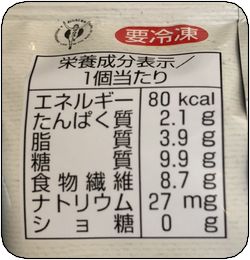 要冷凍
栄養成分表示/
1個当たり
エネルギー 80 kcal
たんぱく質 2.1 g
脂質 3.9 g
糖質 9.9 g
食物繊維 8.7 g
ナトリウム 27 mg
ショ糖 0 g